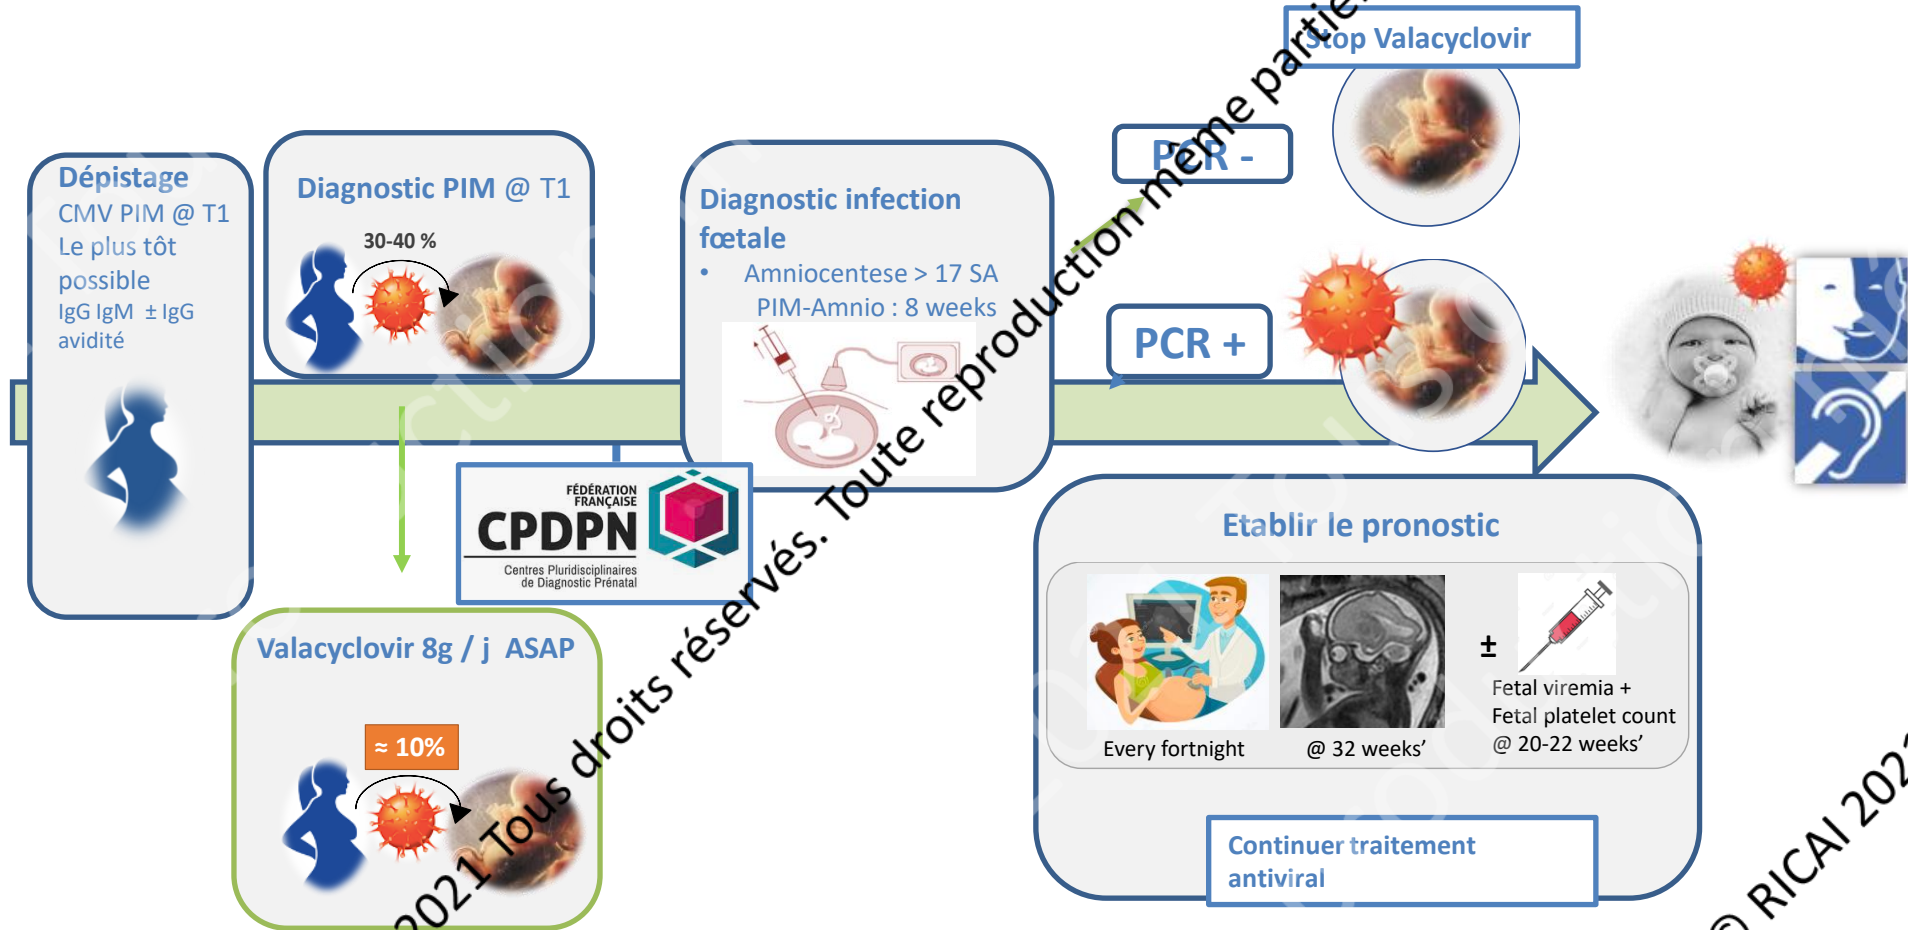 Dépistage
CMV PIM @ T1
Le plus tôt
possible
IgG IgM ± IgG
avidité
Diagnostic PIM @ T1
30-40 %
Valacyclovir 8g / j ASAP
≈ 10%
FÉDÉRATION
FRANÇAISE
CPDPN
Centres Pluridisciplinaires
de Diagnostic Prénatal
Diagnostic infection
fœtale
• Amniocentese > 17 SA
PIM-Amnio : 8 weeks
PCR -
Stop Valacyclovir
PCR +
Etablir le pronostic
Every fortnight
@ 32 weeks’
±
Fetal viremia +
Fetal platelet count
@ 20-22 weeks’
Continuer traitement
antiviral
2021 Tous droits réservés. Toute reproduction même partie
© RICAI 202